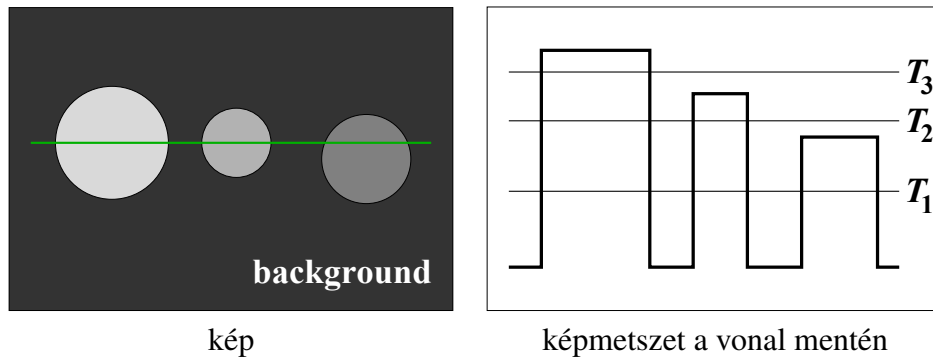 background
T3
T2
T1
kép
képmetszet a vonal mentén